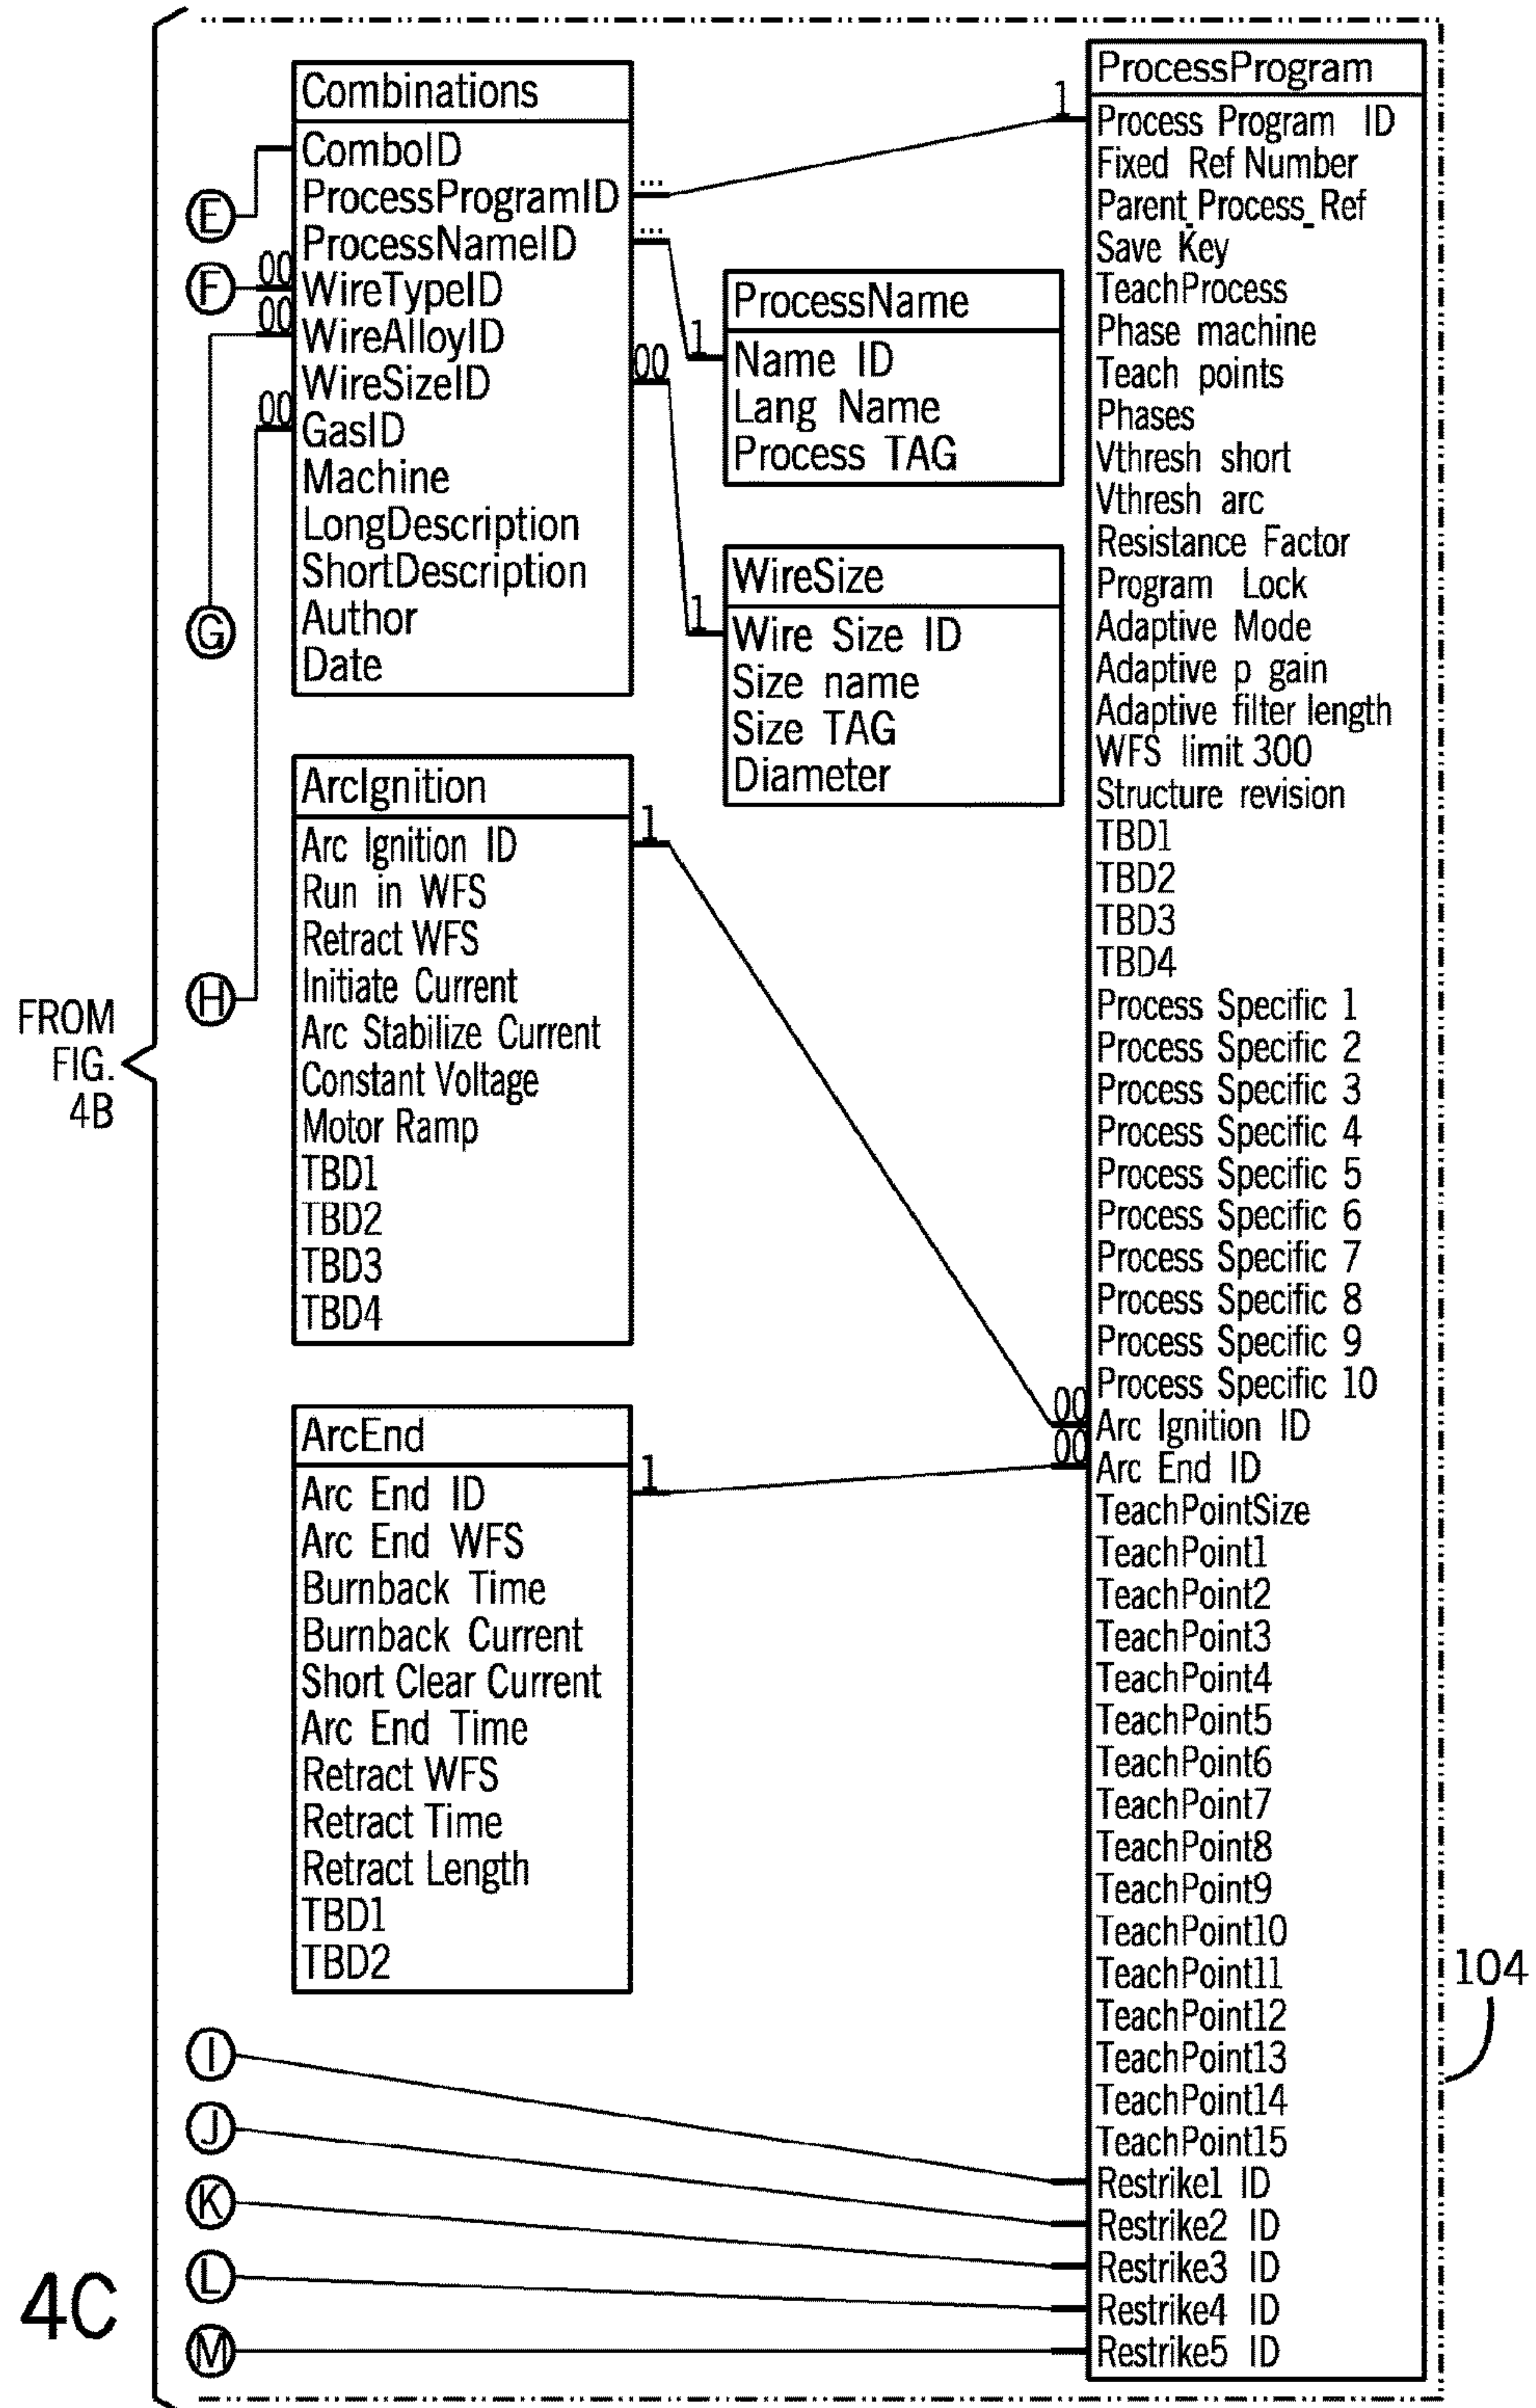 FROM
FIG.
4B
4C
E
F
G
H
I
J
K
L
M
Combinations
ComboID
ProcessProgramID
ProcessNameID
WireTypeID
WireAlloyID
WireSizeID
GasID
Machine
LongDescription
ShortDescription
Author
Date
00
00
00
...
...
00
1
1
1
ProcessName
Name ID
Lang Name
Process TAG
WireSize
Wire Size ID
Size name
Size TAG
Diameter
ArcIgnition
Arc Ignition ID
Run in WFS
Retract WFS
Initiate Current
Arc Stabilize Current
Constant Voltage
Motor Ramp
TBD1
TBD2
TBD3
TBD4
1
00
ArcEnd
Arc End ID
Arc End WFS
Burnback Time
Burnback Current
Short Clear Current
Arc End Time
Retract WFS
Retract Time
Retract Length
TBD1
TBD2
1
00
ProcessProgram
Process Program ID
Fixed Ref Number
Parent_Process_Ref
Save Key
TeachProcess
Phase machine
Teach points
Phases
Vthresh short
Vthresh arc
Resistance Factor
Program Lock
Adaptive Mode
Adaptive p gain
Adaptive filter length
WFS limit 300
Structure revision
TBD1
TBD2
TBD3
TBD4
Process Specific 1
Process Specific 2
Process Specific 3
Process Specific 4
Process Specific 5
Process Specific 6
Process Specific 7
Process Specific 8
Process Specific 9
Process Specific 10
Arc Ignition ID
Arc End ID
TeachPointSize
TeachPoint1
TeachPoint2
TeachPoint3
TeachPoint4
TeachPoint5
TeachPoint6
TeachPoint7
TeachPoint8
TeachPoint9
TeachPoint10
TeachPoint11
TeachPoint12
TeachPoint13
TeachPoint14
TeachPoint15
Restrike1 ID
Restrike2 ID
Restrike3 ID
Restrike4 ID
Restrike5 ID
104